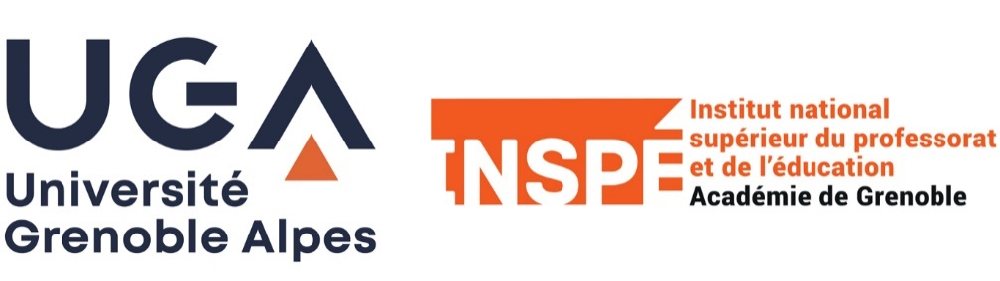 UGA
Université
Grenoble Alpes
INSPÉ
Institut national
supérieur du professorat
et de l'éducation
Académie de Grenoble